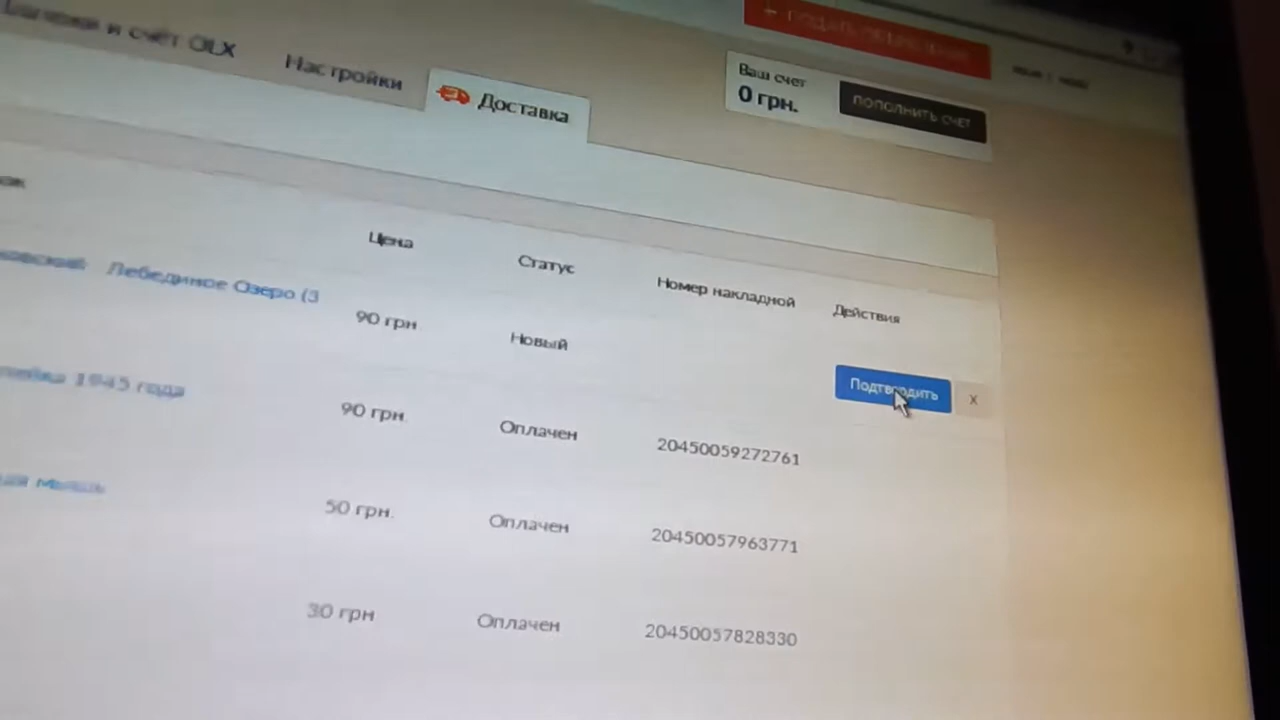 и счёт OLX
Настройки
Доставка
Ваш счет
0 грн.
ПОПОЛНИТЬ СЧЕТ
Цена
Статус
Номер накладной
Действия
Лебединое Озеро (3
90 грн
Новый
Подтвердить
X
1945 года
90 грн.
Оплачен
20450059272761
50 грн.
Оплачен
20450057963771
30 грн
Оплачен
20450057828330